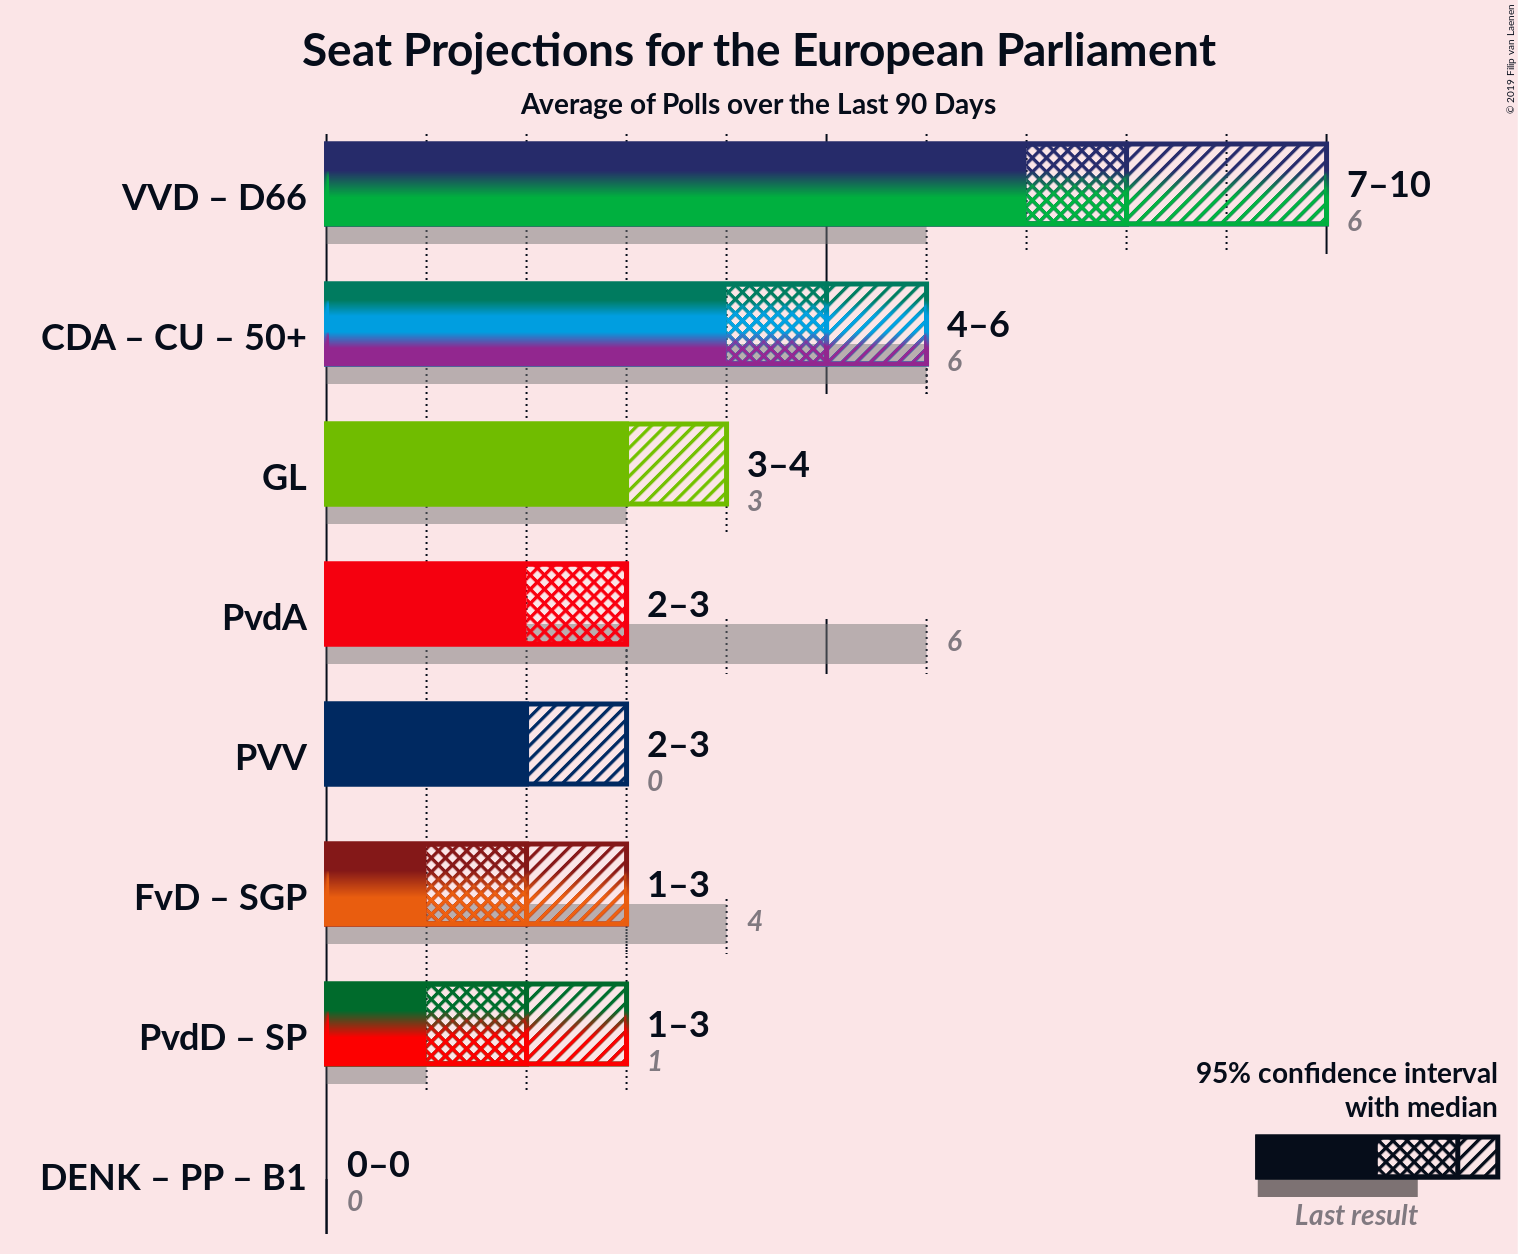 Seat Projections for the European Parliament
Average of Polls over the Last 90 Days
© 2019 Filip van Laenen
VVD – D66
7–10
6
CDA – CU – 50+
4–6
6
GL
3–4
3
PvdA
2–3
6
PVV
2–3
0
FvD – SGP
1–3
4
PvdD – SP
1–3
1
DENK – PP – B1
0–0
0
95% confidence interval
with median
Last result